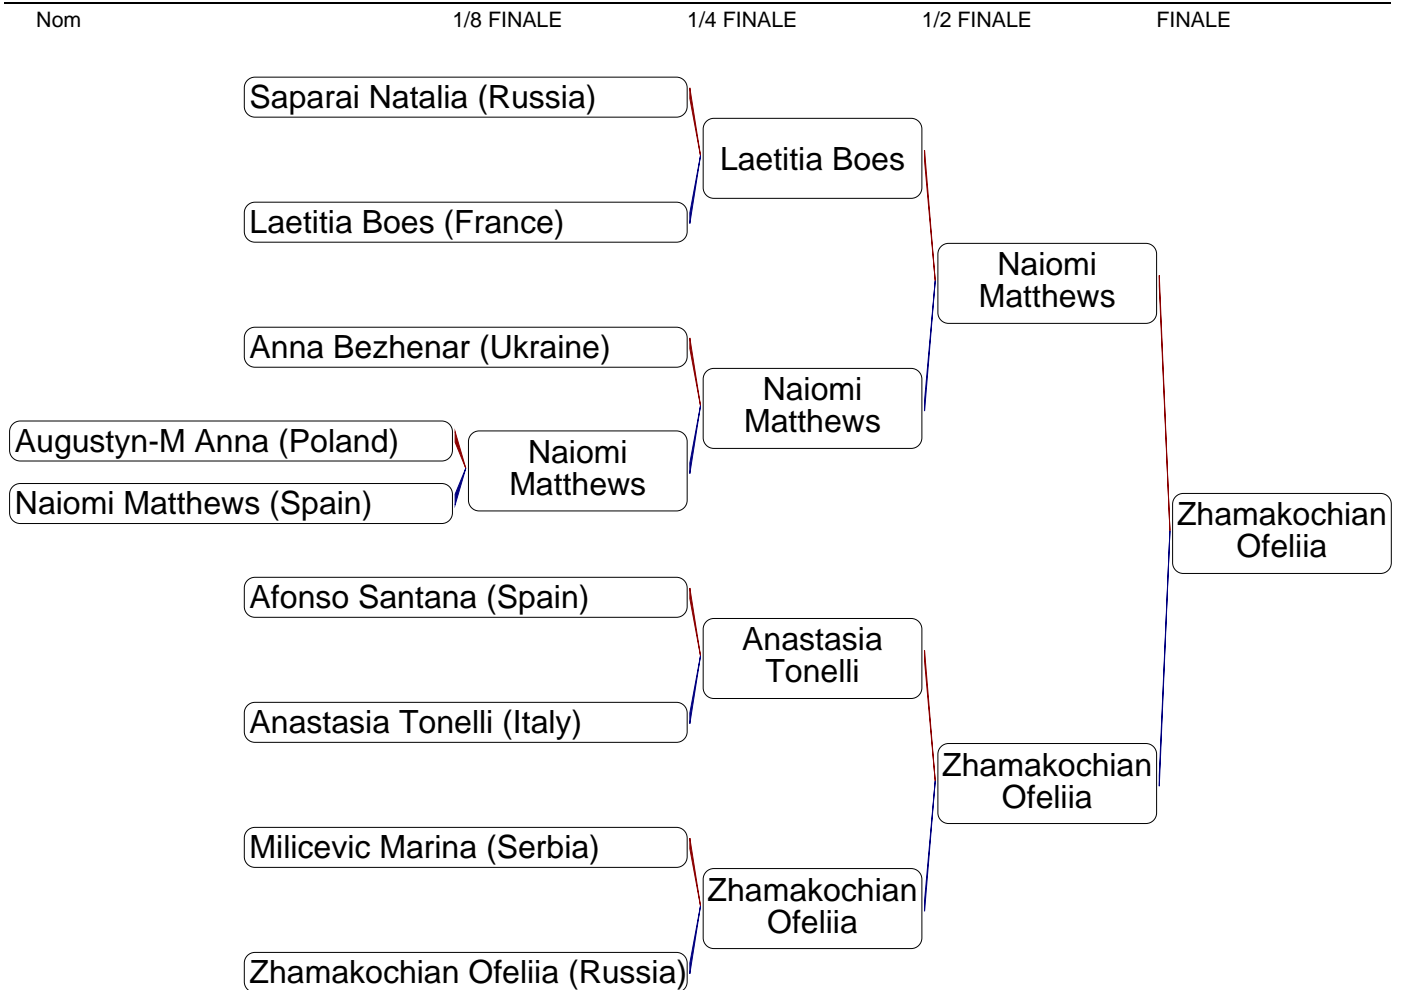 Nom 1/8 FINALE 1/4 FINALE 1/2 FINALE FINALE
Saparai Natalia (Russia)
Laetitia Boes
Laetitia Boes (France)
Naiomi
Matthews
Anna Bezhenar (Ukraine)
Naiomi
Matthews
Augustyn-M Anna (Poland)
Naiomi
Matthews
Naiomi Matthews (Spain)
Zhamakochian
Ofeliia
Afonso Santana (Spain)
Anastasia
Tonelli
Anastasia Tonelli (Italy)
Zhamakochian
Ofeliia
Milicevic Marina (Serbia)
Zhamakochian
Ofeliia
Zhamakochian Ofeliia (Russia)